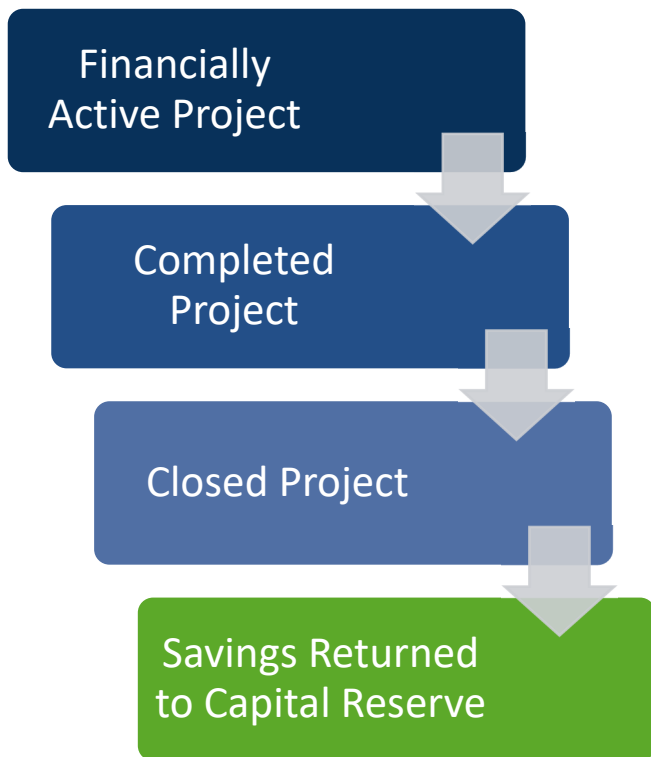 Financially
Active Project
Completed
Project
Closed Project
Savings Returned
to Capital Reserve